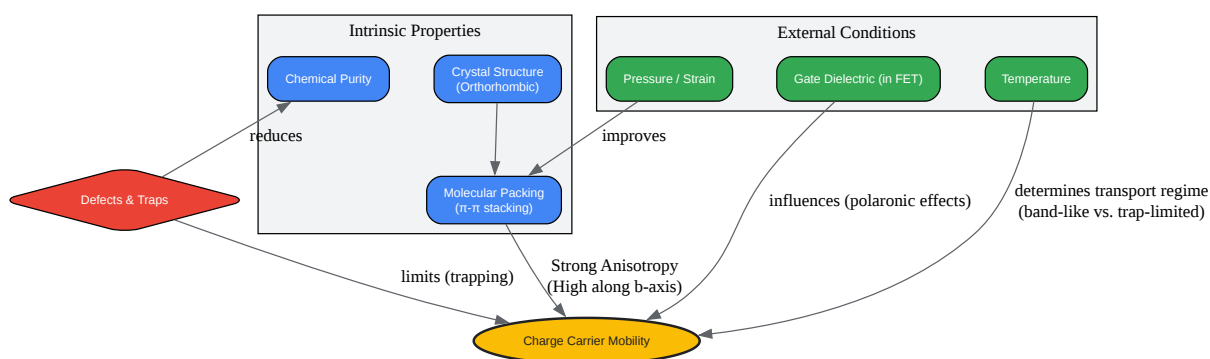 Intrinsic Properties
External Conditions
Chemical Purity
Crystal Structure
(Orthorhombic)
Pressure / Strain
Gate Dielectric (in FET)
Temperature
reduces
improves
Defects & Traps
Molecular Packing
(π-π stacking)
influences (polaronic effects)
determines transport regime
(band-like vs. trap-limited)
limits (trapping)
Strong Anisotropy
(High along b-axis)
Charge Carrier Mobility